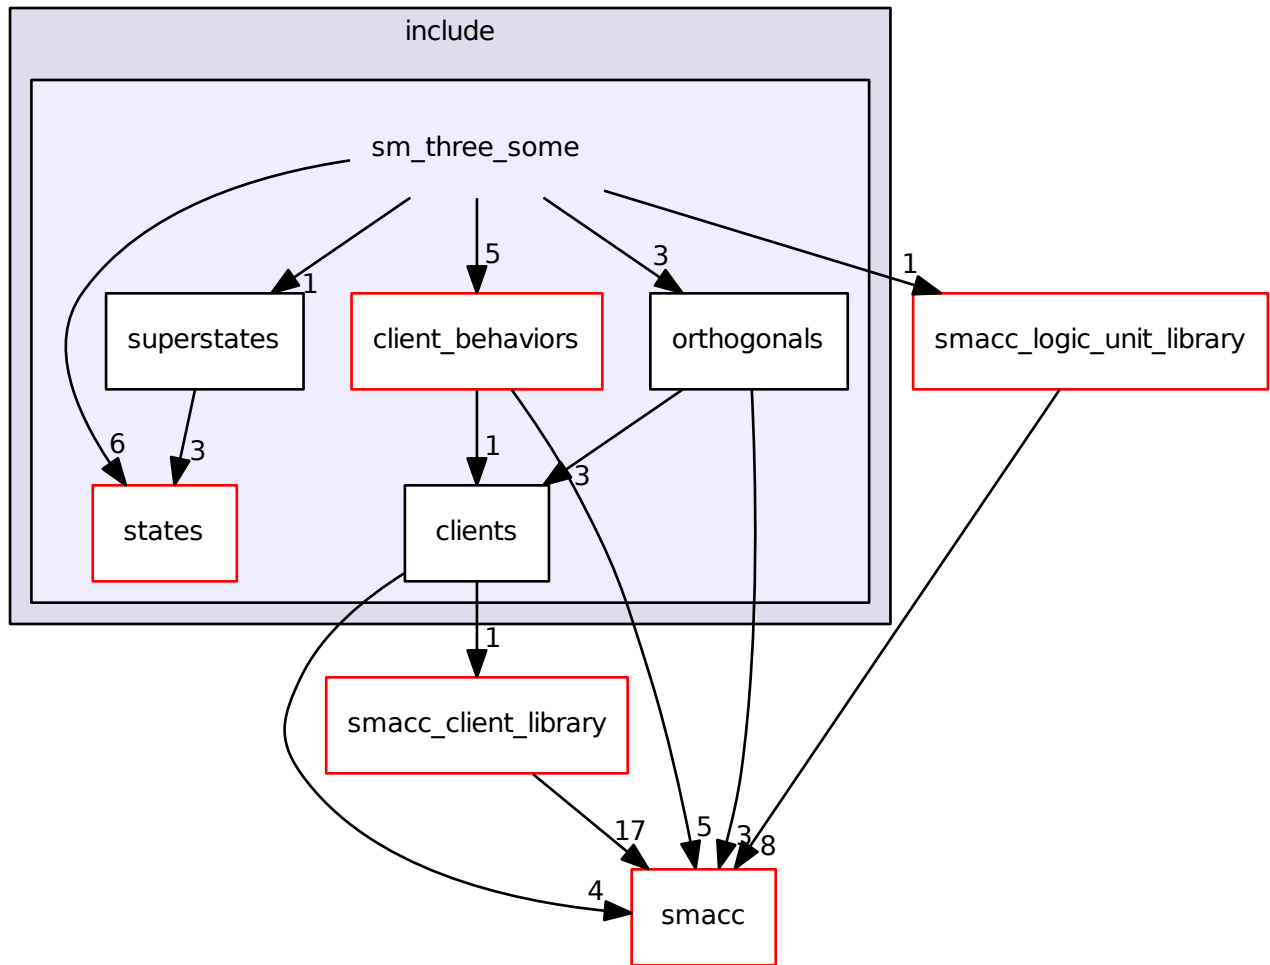 include
sm_three_some
5
3
1
1
superstates
client_behaviors
orthogonals
smacc_logic_unit_library
6
3
1
3
states
clients
1
smacc_client_library
17
5
3
8
4
smacc